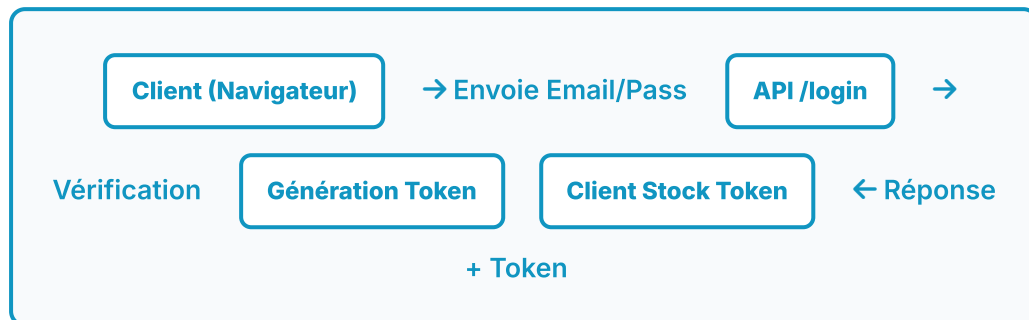 Client (Navigateur) → Envoie Email/Pass API /login →
Vérification Génération Token Client Stock Token ← Réponse
+ Token